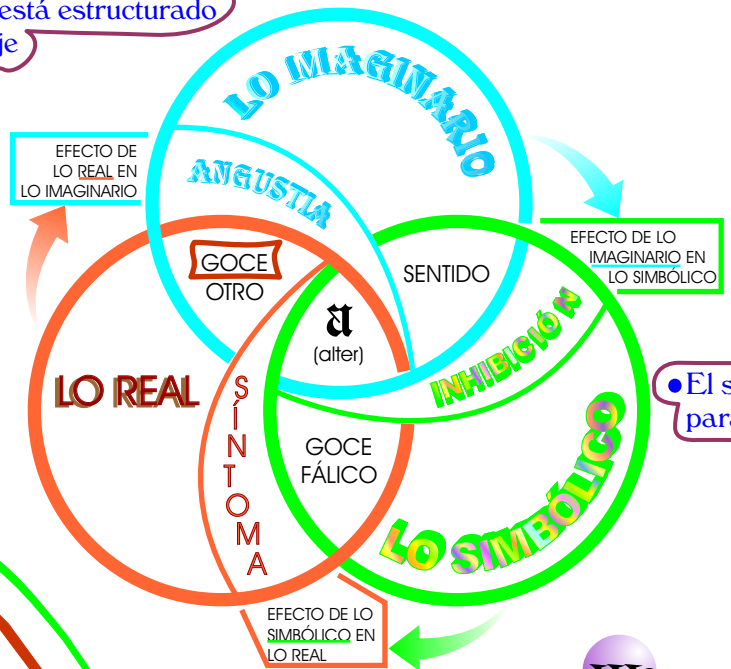 está estructurado
je
LO IMAGINARIO
EFECTO DE
LO REAL EN
LO IMAGINARIO
ANGUSTIA
EFECTO DE LO
IMAGINARIO EN
LO SIMBÓLICO
GOCE
OTRO
SENTIDO
a
(alter)
INHIBICIÓN
LO REAL
SÍNTOMA
•El s
para
GOCE
FÁLICO
LO SIMBÓLICO
EFECTO DE LO
SIMBÓLICO EN
LO REAL